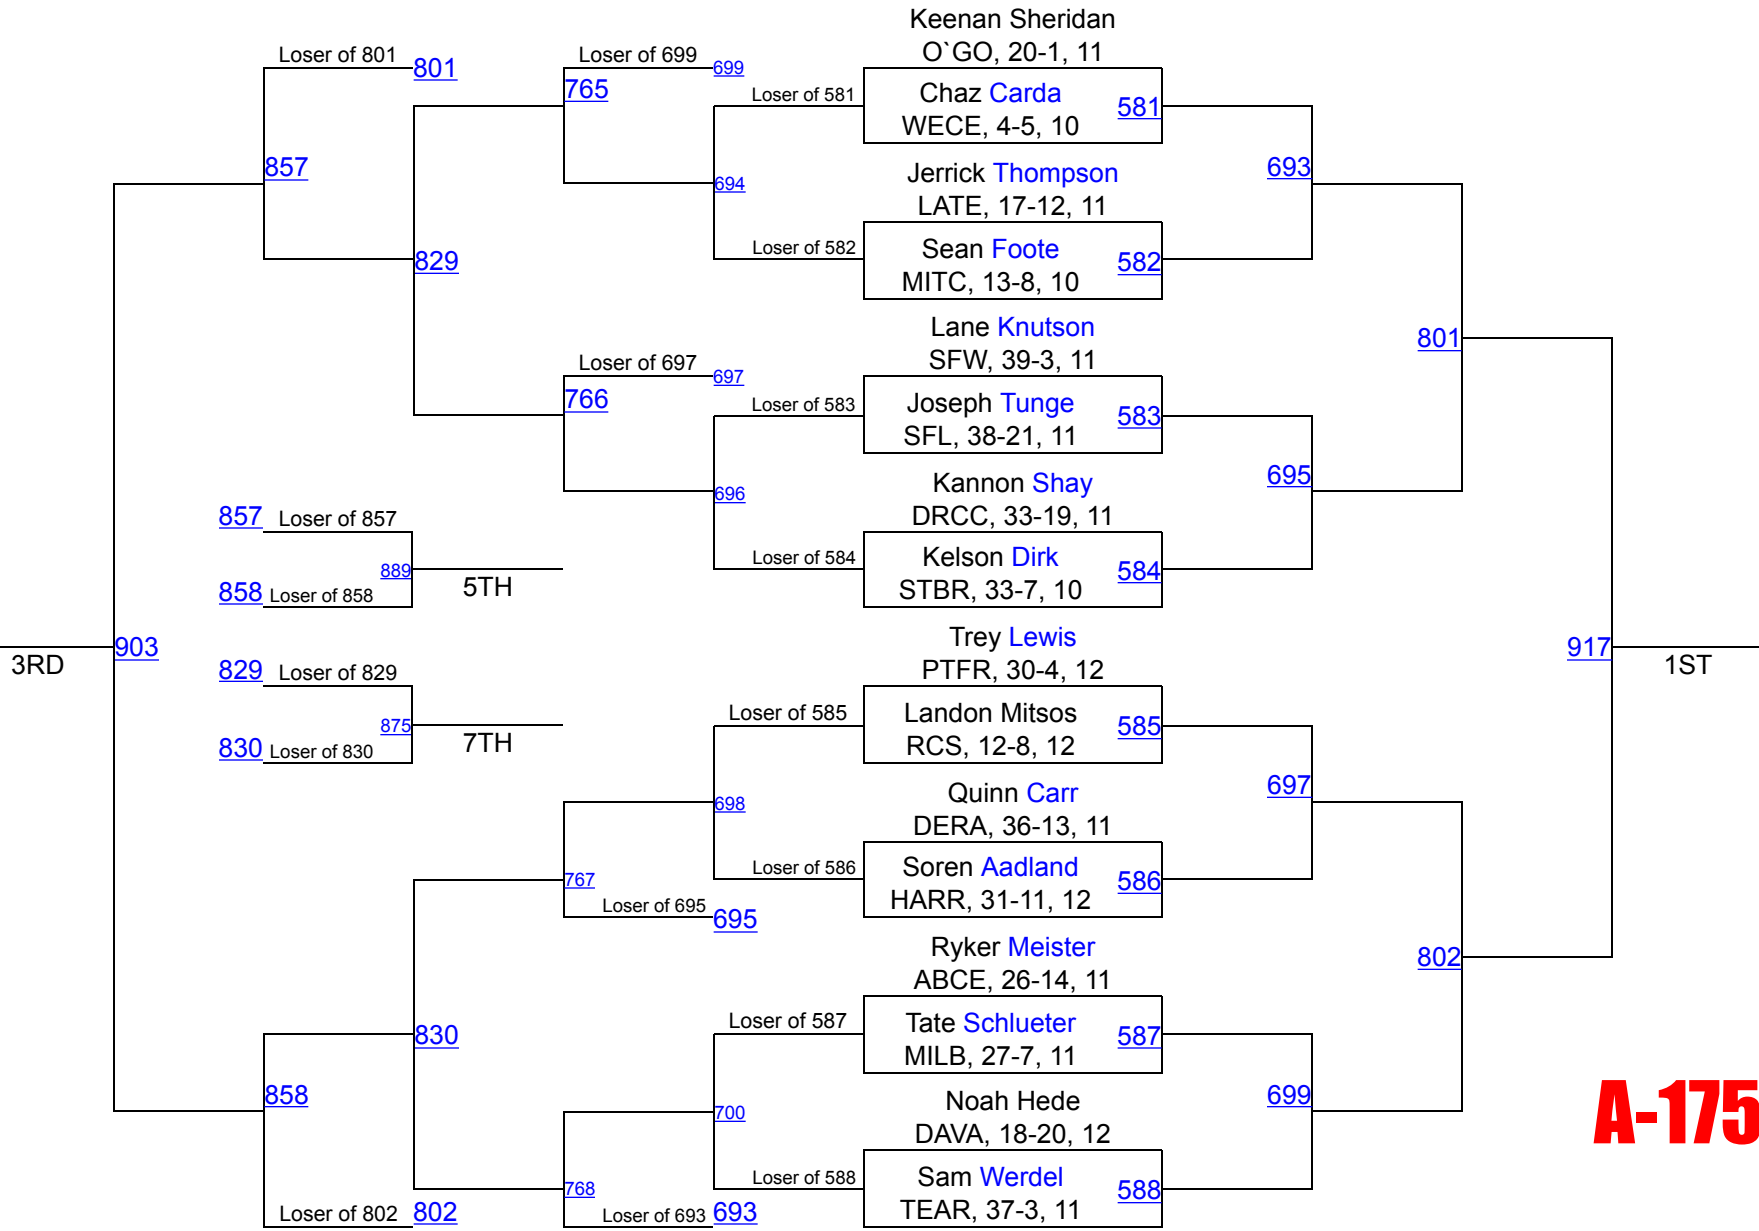 Keenan Sheridan
O`GO, 20-1, 11
Loser of 801 801
Loser of 699 699
765
Loser of 581
Chaz Carda 581
WECE, 4-5, 10
857
694
Jerrick Thompson
LATE, 17-12, 11
693
Loser of 582
Sean Foote 582
MITC, 13-8, 10
829
Lane Knutson
SFW, 39-3, 11
801
Loser of 697 697
766
Loser of 583
Joseph Tunge 583
SFL, 38-21, 11
696
Kannon Shay
DRCC, 33-19, 11
695
857 Loser of 857
889
5TH
858 Loser of 858
Loser of 584
Kelson Dirk 584
STBR, 33-7, 10
Trey Lewis
PTFR, 30-4, 12
903
3RD
917
1ST
829 Loser of 829
875
7TH
830 Loser of 830
Loser of 585
Landon Mitsos 585
RCS, 12-8, 12
698
Quinn Carr
DERA, 36-13, 11
697
767
Loser of 586
Soren Aadland 586
HARR, 31-11, 12
Loser of 695 695
Ryker Meister
ABCE, 26-14, 11
802
830
Loser of 587
Tate Schlueter 587
MILB, 27-7, 11
858
700
Noah Hede
DAVA, 18-20, 12
699
A-175
768
Loser of 588
Sam Werdel 588
TEAR, 37-3, 11
Loser of 802 802
Loser of 693 693